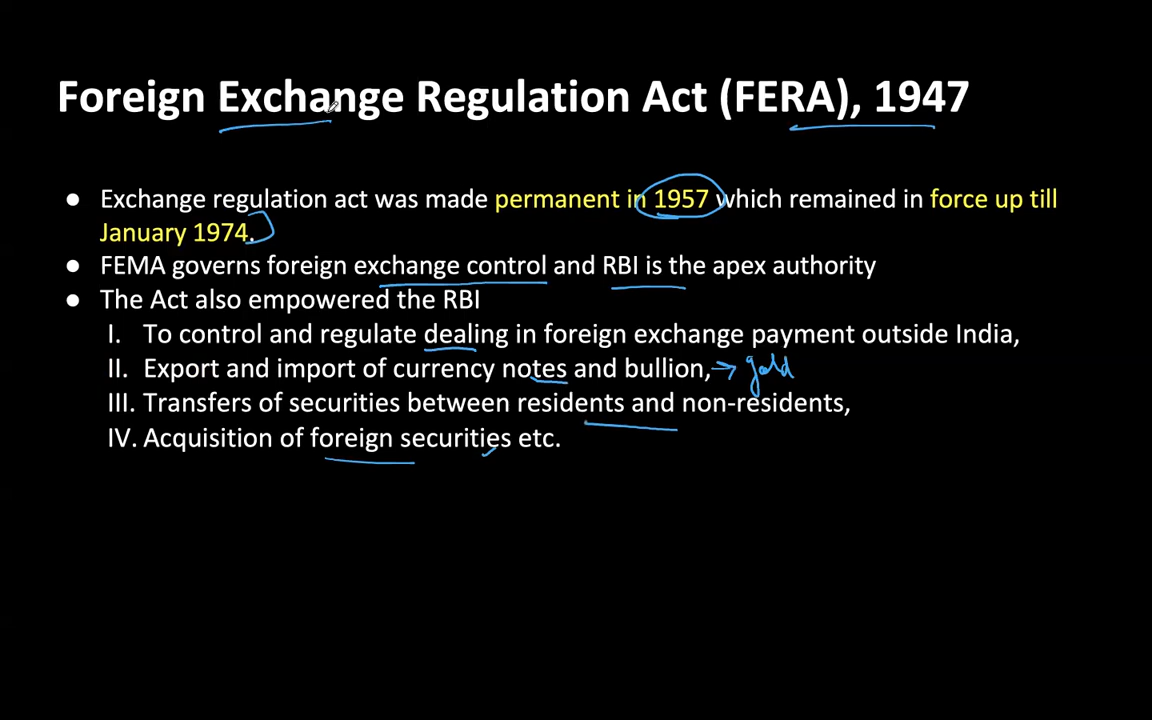 Foreign Exchange Regulation Act (FERA), 1947
● Exchange regulation act was made permanent in 1957 which remained in force up till
January 1974.
● FEMA governs foreign exchange control and RBI is the apex authority
● The Act also empowered the RBI
I. To control and regulate dealing in foreign exchange payment outside India,
II. Export and import of currency notes and bullion, → gold
III. Transfers of securities between residents and non-residents,
IV. Acquisition of foreign securities etc.